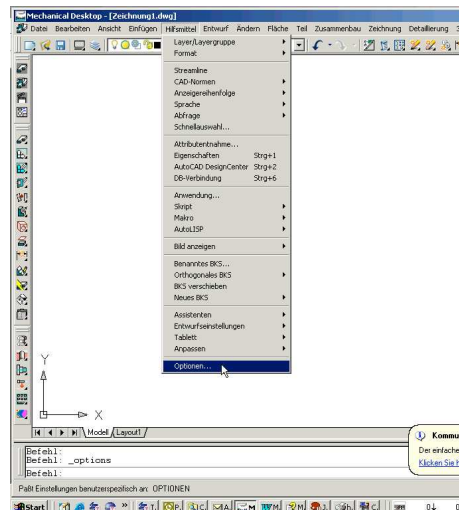 Mechanical Desktop - [Zeichnung1.dwg]
Datei Bearbeiten Ansicht Einfügen Hilfsmittel Entwurf Ändern Fläche Teil Zusammenbau Zeichnung Detaillierung
Layer/Layergruppe
Format
Streamline
CAD-Normen
Anzeigereihenfolge
Sprache
Abfrage
Schnellauswahl...
Attributentnahme...
Eigenschaften Strg+1
AutoCAD DesignCenter Strg+2
DB-Verbindung Strg+6
Anwendung...
Skript
Makro
AutoLISP
Bild anzeigen
Benanntes BKS...
Orthogonales BKS
BKS verschieben
Neues BKS
Assistenten
Entwurfseinstellungen
Tablett
Anpassen
Optionen...
Y
X
Modell Layout1
Kommu
Befehl:
Der einfache
Befehl: _options
Klicken Sie h
Befehl:
Paßt Einstellungen benutzerspezifisch an: OPTIONEN
Start